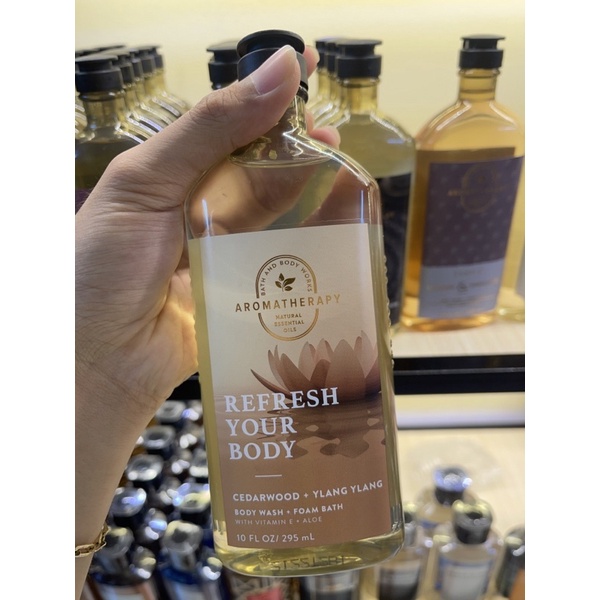 BATH AND BODY WORKS
AROMATHERAPY
NATURAL
ESSENTIAL
OILS
REFRESH
YOUR
BODY
CEDARWOOD + YLANG YLANG
BODY WASH + FOAM BATH
WITH VITAMIN E + ALOE
10 FL OZ/ 295 mL